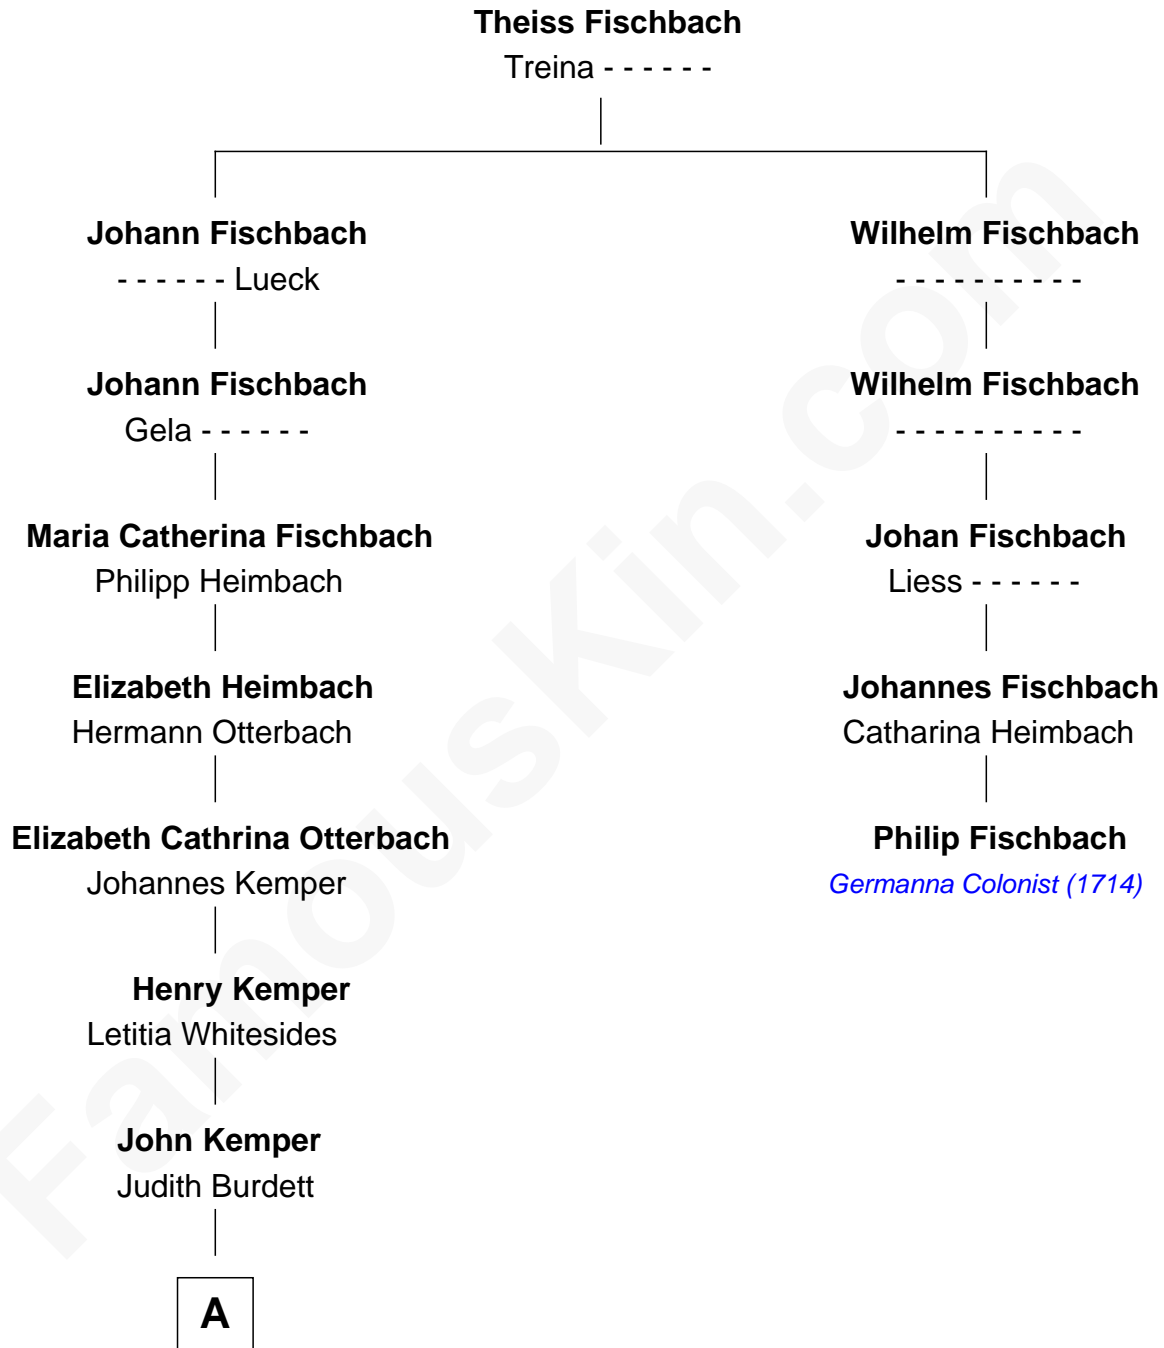 Theiss Fischbach
Treina - - - - - -
Johann Fischbach
- - - - - - Lueck
Wilhelm Fischbach
- - - - - - - - - -
Johann Fischbach
Gela - - - - - -
Wilhelm Fischbach
- - - - - - - - - -
Maria Catherina Fischbach
Philipp Heimbach
Johan Fischbach
Liess - - - - - -
Elizabeth Heimbach
Hermann Otterbach
Johannes Fischbach
Catharina Heimbach
Elizabeth Cathrina Otterbach
Johannes Kemper
Philip Fischbach
Germanna Colonist (1714)
Henry Kemper
Letitia Whitesides
John Kemper
Judith Burdett
A
FamousKin.com